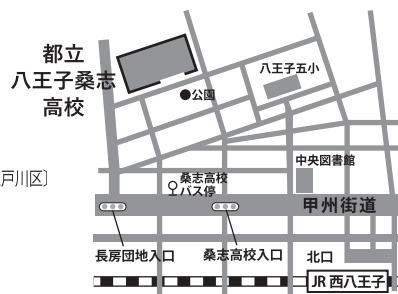 都立
八王子桑志
高校
八王子五小
公園
中央図書館
戸川区〕
桑志高校
バス停
甲州街道
長房団地入口
桑志高校入口
北口
JR 西八王子